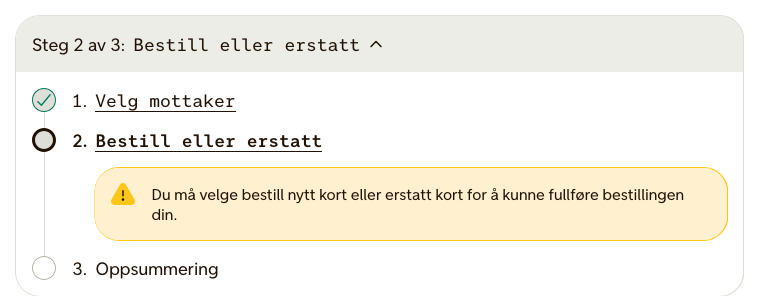 Steg 2 av 3: Bestill eller erstatt
1. Velg mottaker
2. Bestill eller erstatt
Du må velge bestill nytt kort eller erstatt kort for å kunne fullføre bestillingen
din.
3. Oppsummering